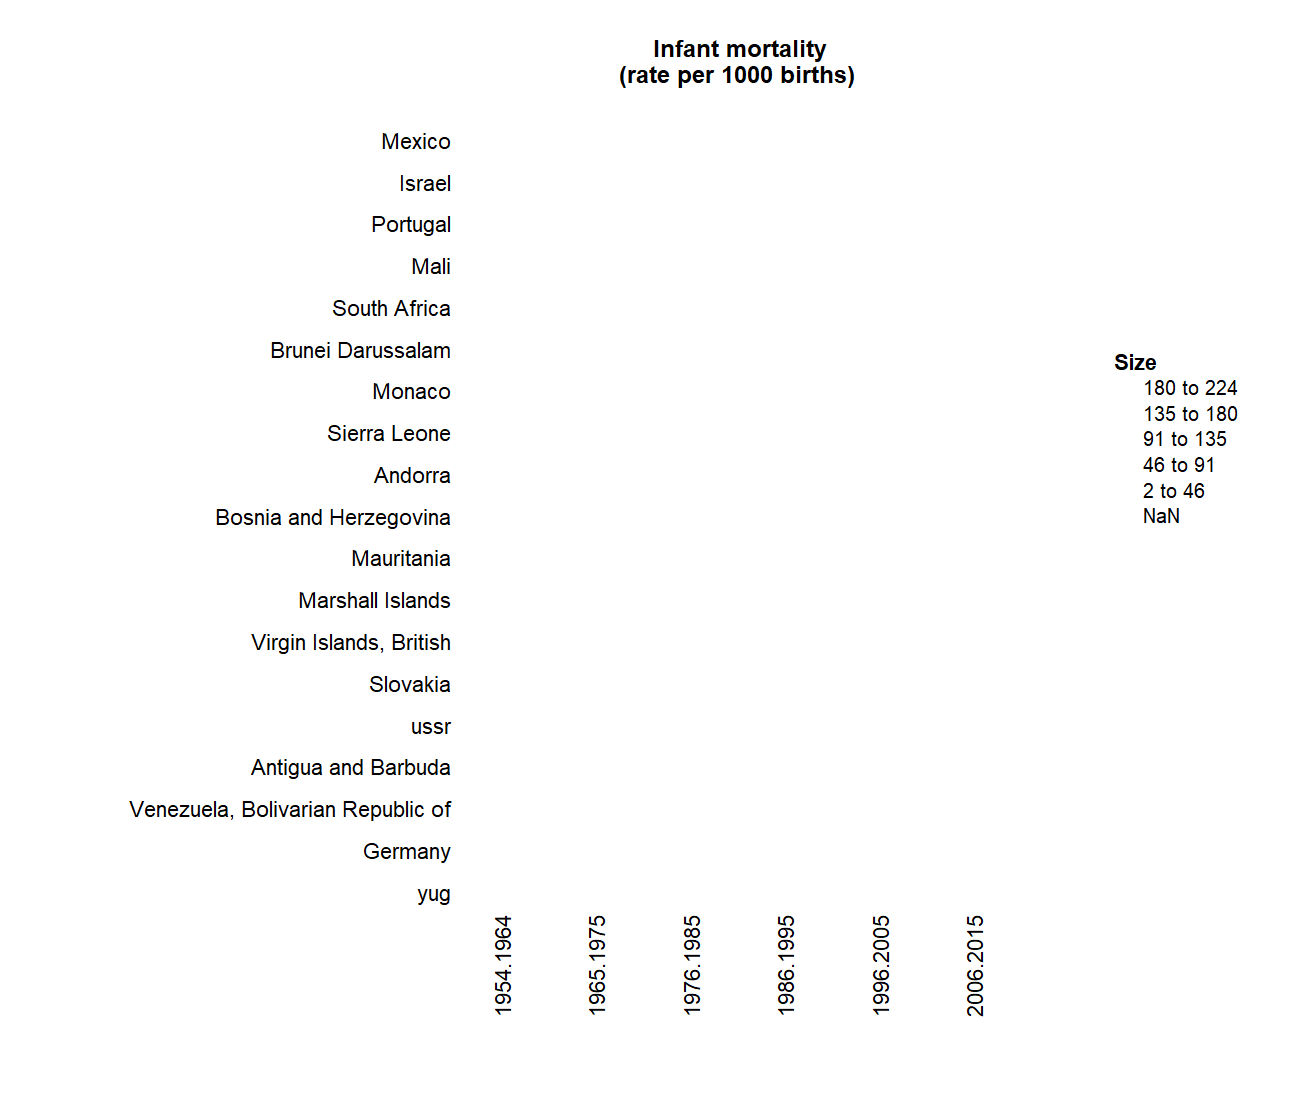 Infant mortality
(rate per 1000 births)
Mexico
Israel
Portugal
Mali
South Africa
Brunei Darussalam
Monaco
Sierra Leone
Andorra
Bosnia and Herzegovina
Mauritania
Marshall Islands
Virgin Islands, British
Slovakia
ussr
Antigua and Barbuda
Venezuela, Bolivarian Republic of
Germany
yug
1954.1964
1965.1975
1976.1985
1986.1995
1996.2005
2006.2015
Size
180 to 224
135 to 180
91 to 135
46 to 91
2 to 46
NaN